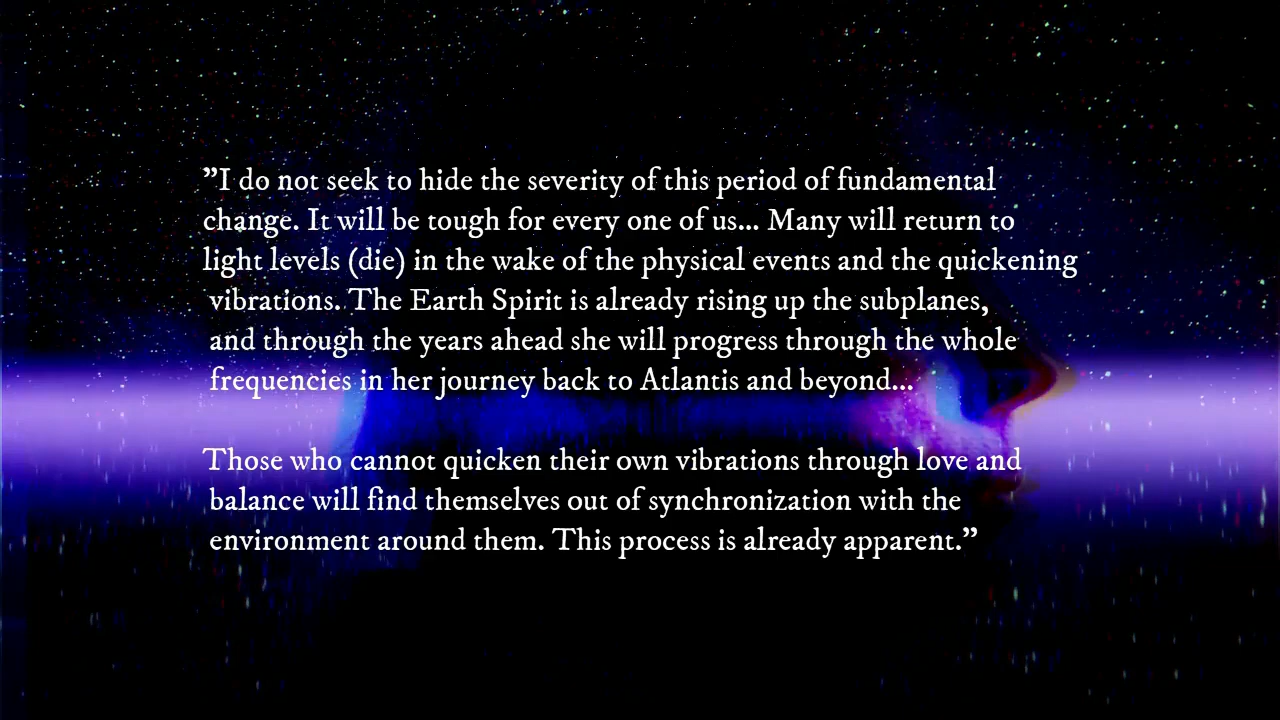 ”I do not seek to hide the severity of this period of fundamental
change. It will be tough for every one of us... Many will return to
light levels (die) in the wake of the physical events and the quickening
vibrations. The Earth Spirit is already rising up the subplanes,
and through the years ahead she will progress through the whole
frequencies in her journey back to Atlantis and beyond...
Those who cannot quicken their own vibrations through love and
balance will find themselves out of synchronization with the
environment around them. This process is already apparent.”